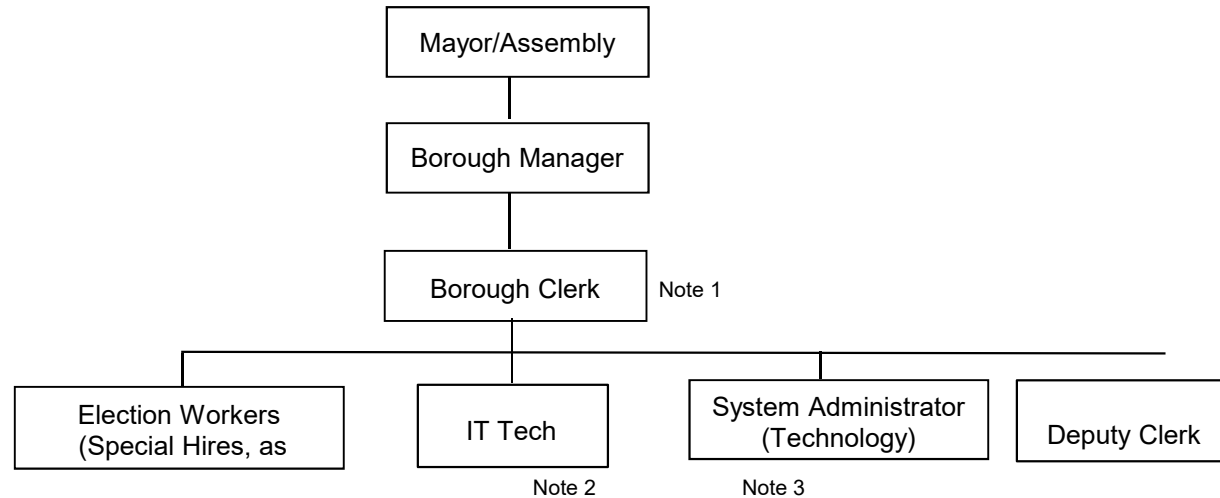 Mayor/Assembly
Borough Manager
Borough Clerk
Note 1
Election Workers
(Special Hires, as
IT Tech
System Administrator
(Technology)
Deputy Clerk
Note 2
Note 3